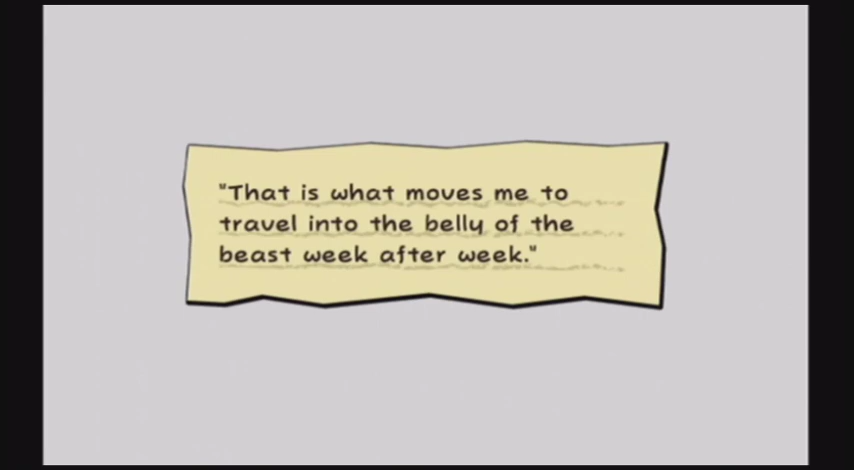 "That is what moves me to
travel into the belly of the
beast week after week."